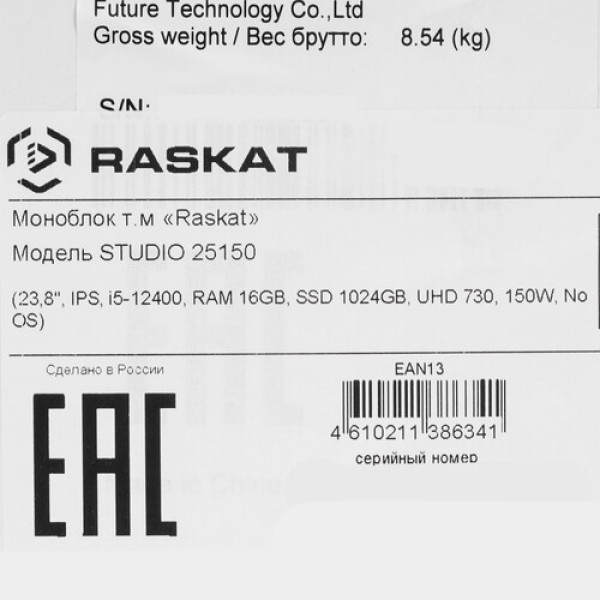 Future Technology Co.,Ltd
Gross weight / Вес брутто: 8.54 (kg)
S/N:
RASKAT
Моноблок т.м «Raskat»
Модель STUDIO 25150
(23,8", IPS, i5-12400, RAM 16GB, SSD 1024GB, UHD 730, 150W, No
OS)
Сделано в России
EAC
EAN13
4 610211 386341
серийный номер
in China